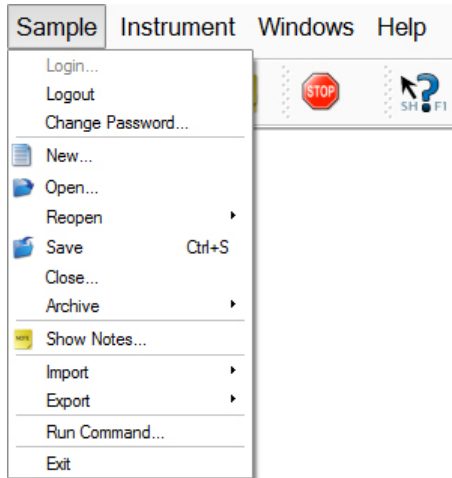 Sample Instrument Windows Help
Login...
Logout
STOP
SH F1
Change Password...
New...
Open...
Reopen
Save Ctrl+S
Close...
Archive
NOTE Show Notes...
Import
Export
Run Command...
Exit